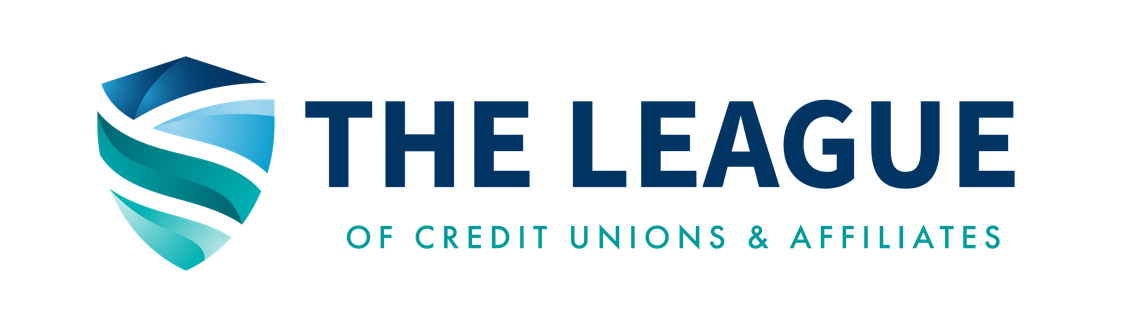 THE LEAGUE
OF CREDIT UNIONS & AFFILIATES